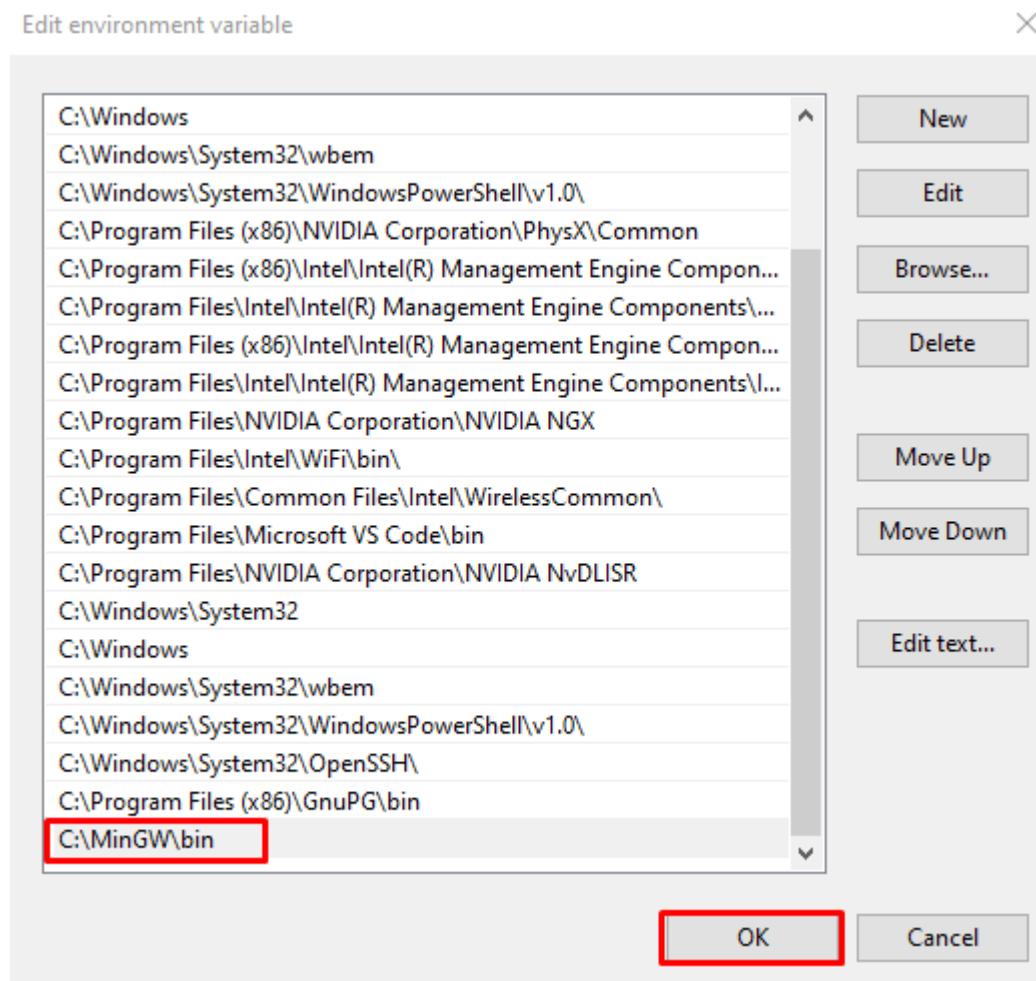 Edit environment variable
C:\Windows
C:\Windows\System32\wbem
C:\Windows\System32\WindowsPowerShell\v1.0\
C:\Program Files (x86)\NVIDIA Corporation\PhysX\Common
C:\Program Files (x86)\Intel\Intel(R) Management Engine Compon...
C:\Program Files\Intel\Intel(R) Management Engine Components\...
C:\Program Files (x86)\Intel\Intel(R) Management Engine Compon...
C:\Program Files\Intel\Intel(R) Management Engine Components\I...
C:\Program Files\NVIDIA Corporation\NVIDIA NGX
C:\Program Files\Intel\WiFi\bin\
C:\Program Files\Common Files\Intel\WirelessCommon\
C:\Program Files\Microsoft VS Code\bin
C:\Program Files\NVIDIA Corporation\NVIDIA NvDLISR
C:\Windows\System32
C:\Windows
C:\Windows\System32\wbem
C:\Windows\System32\WindowsPowerShell\v1.0\
C:\Windows\System32\OpenSSH\
C:\Program Files (x86)\GnuPG\bin
C:\MinGW\bin
New
Edit
Browse...
Delete
Move Up
Move Down
Edit text...
OK
Cancel